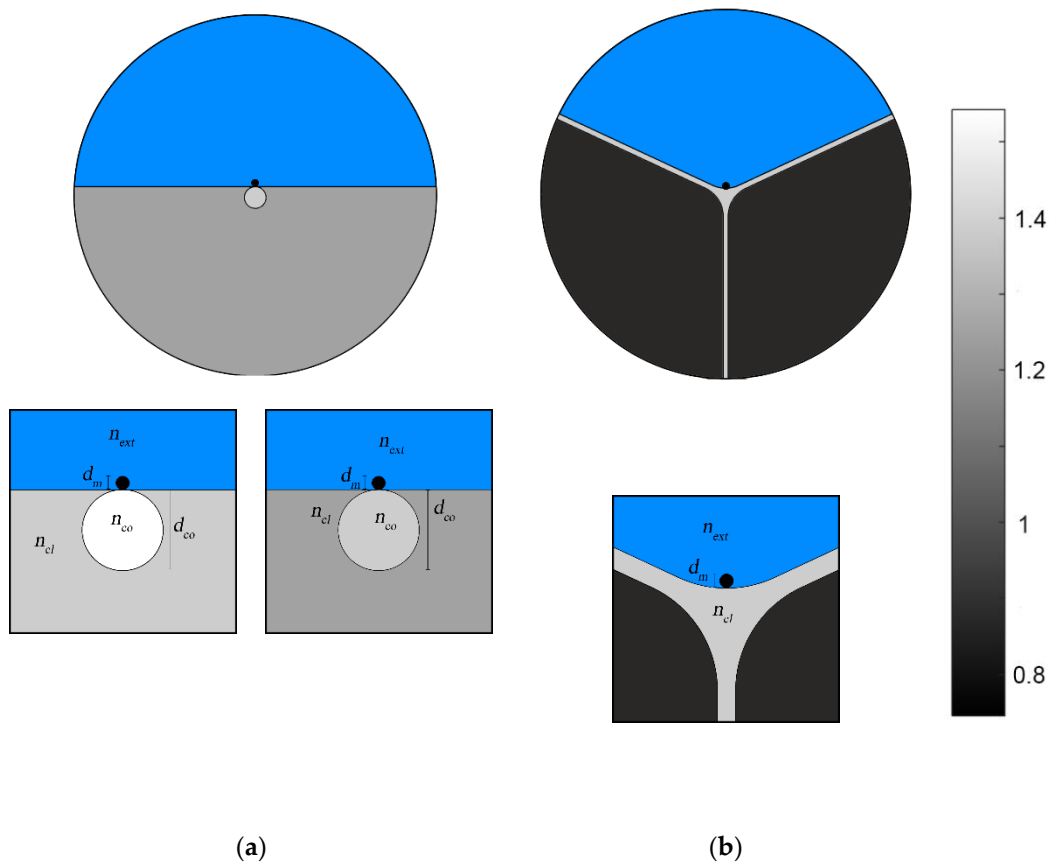 1.4
1.2
1
0.8
n_ext
d_m
n_co
d_co
n_cl
n_ext
d_m
n_cl
n_co
d_co
n_ext
d_m
n_cl
(a)
(b)